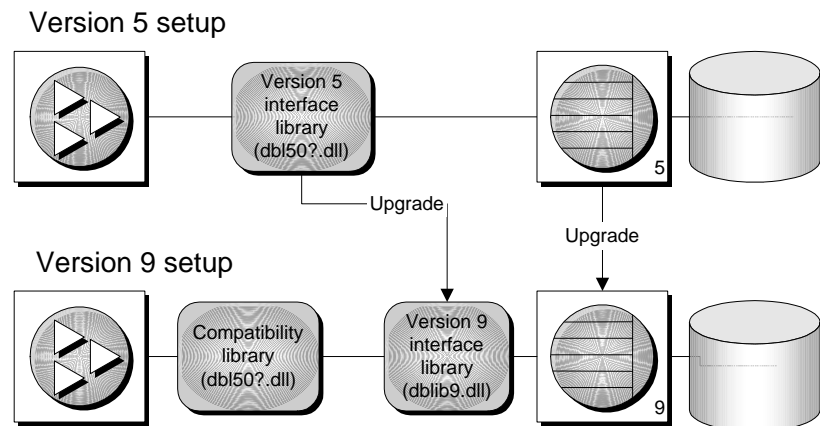 Version 5 setup
Version 5
interface
library
(dbl50?.dll)
5
Upgrade
Upgrade
Version 9 setup
Compatibility
library
(dbl50?.dll)
Version 9
interface
library
(dblib9.dll)
9